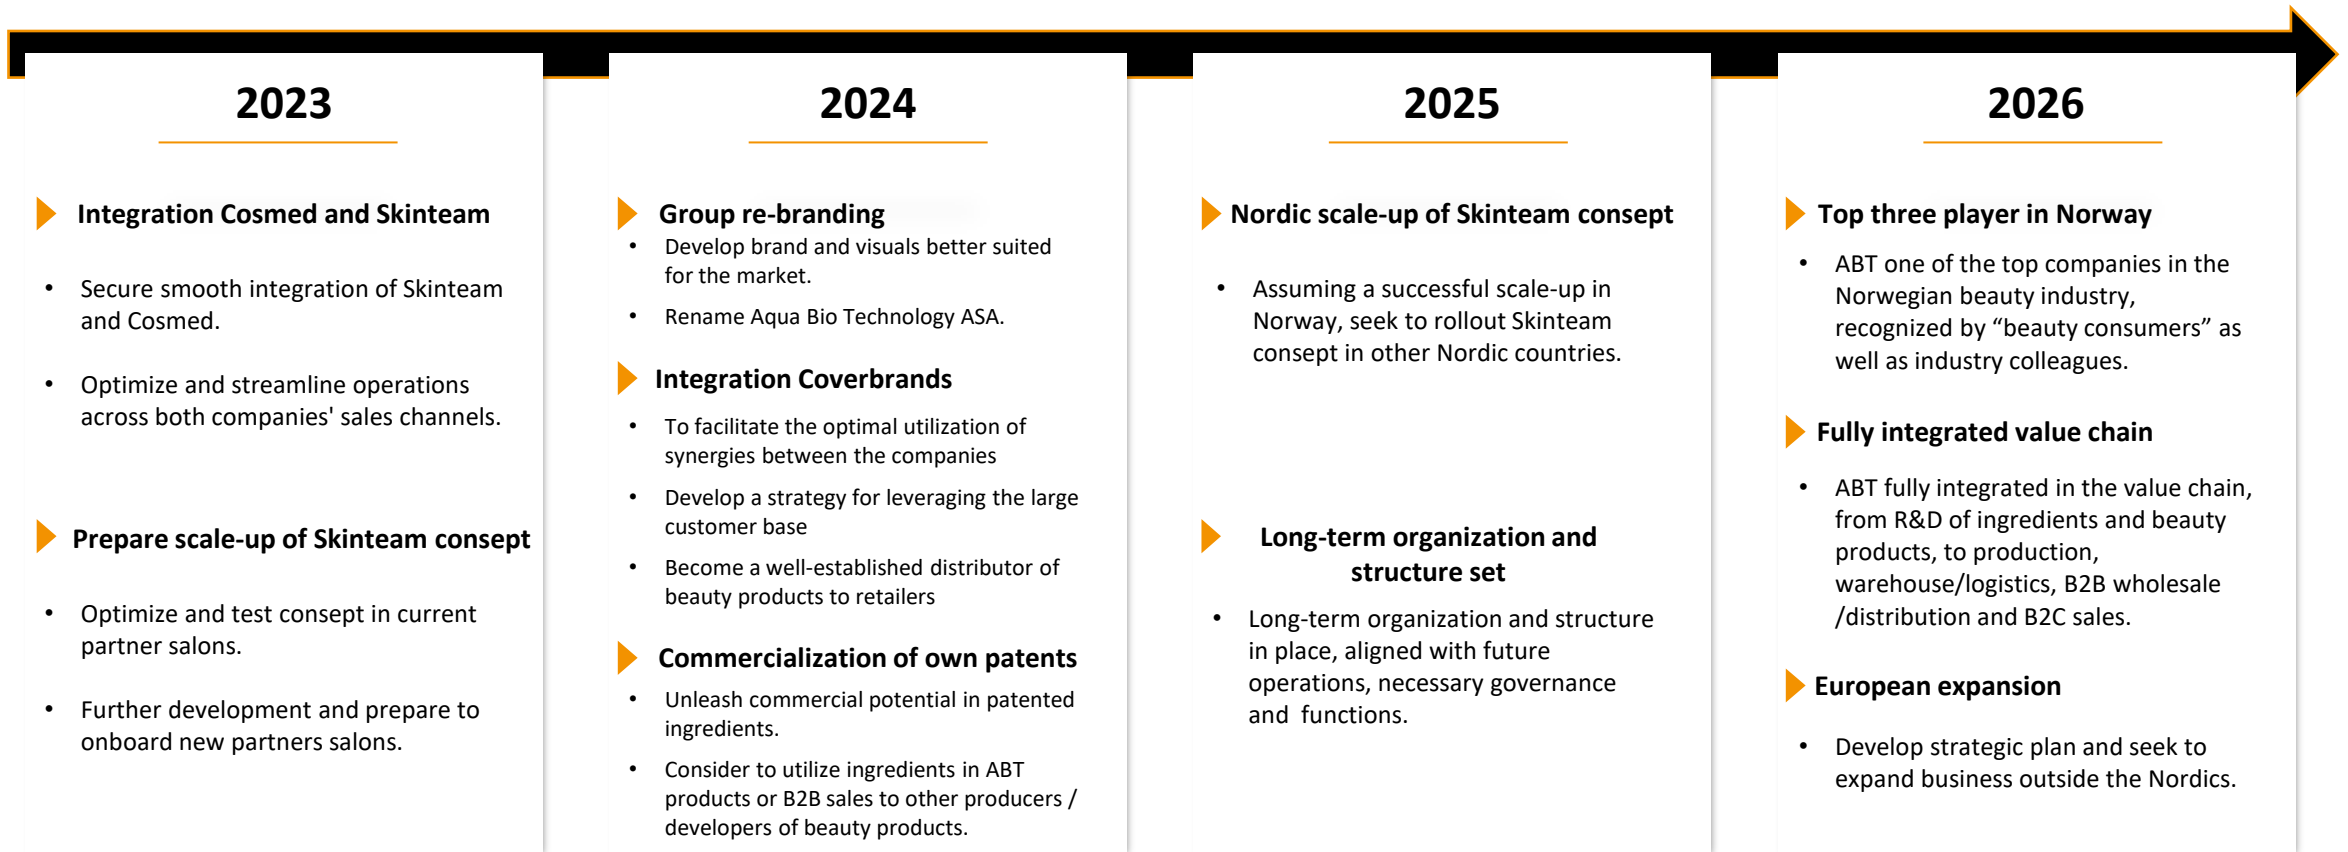 2023
Integration Cosmed and Skinteam
• Secure smooth integration of Skinteam
and Cosmed.
• Optimize and streamline operations
across both companies' sales channels.
Prepare scale-up of Skinteam consept
• Optimize and test consept in current
partner salons.
• Further development and prepare to
onboard new partners salons.
2024
Group re-branding
• Develop brand and visuals better suited
for the market.
• Rename Aqua Bio Technology ASA.
Integration Coverbrands
• To facilitate the optimal utilization of
synergies between the companies
• Develop a strategy for leveraging the large
customer base
• Become a well-established distributor of
beauty products to retailers
Commercialization of own patents
• Unleash commercial potential in patented
ingredients.
• Consider to utilize ingredients in ABT
products or B2B sales to other producers /
developers of beauty products.
2025
Nordic scale-up of Skinteam consept
• Assuming a successful scale-up in
Norway, seek to rollout Skinteam
consept in other Nordic countries.
Long-term organization and
structure set
• Long-term organization and structure
in place, aligned with future
operations, necessary governance
and  functions.
2026
Top three player in Norway
• ABT one of the top companies in the
Norwegian beauty industry,
recognized by “beauty consumers” as
well as industry colleagues.
Fully integrated value chain
• ABT fully integrated in the value chain,
from R&D of ingredients and beauty
products, to production,
warehouse/logistics, B2B wholesale
/distribution and B2C sales.
European expansion
• Develop strategic plan and seek to
expand business outside the Nordics.